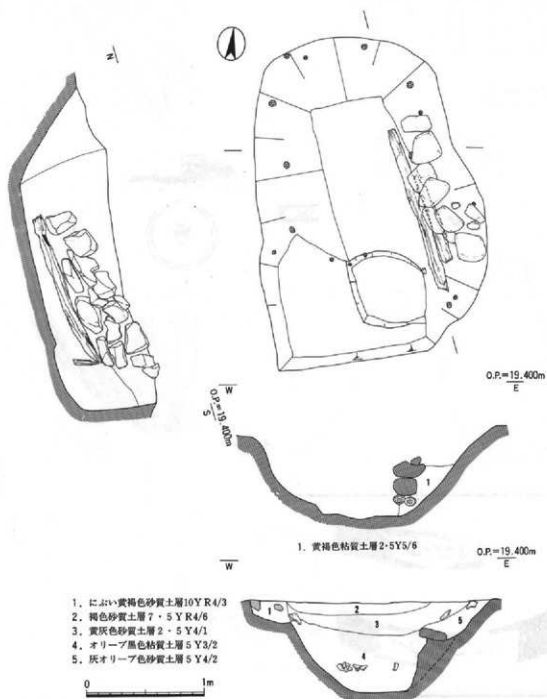 N
S
O.P.=19.400m
W
O.P.=19.400m
E
1. 黄褐色粘質土層2・5Y5/6
W
O.P.=19.400m
E
1
1. にぶい黄褐色砂質土層10YR4/3
2. 褐色砂質土層7・5YR4/6
3. 黄灰色砂質土層2・5Y4/1
4. オリーブ黒色粘質土層5Y3/2
5. 灰オリーブ色砂質土層5Y4/2
1
2
3
4
5
0 1m